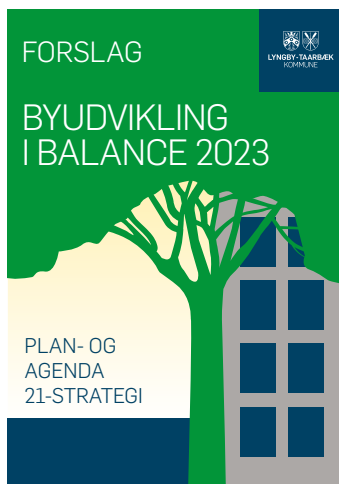 FORSLAG
LYNGBY-TAARBÆK
KOMMUNE
BYUDVIKLING
I BALANCE 2023
PLAN- OG
AGENDA
21-STRATEGI